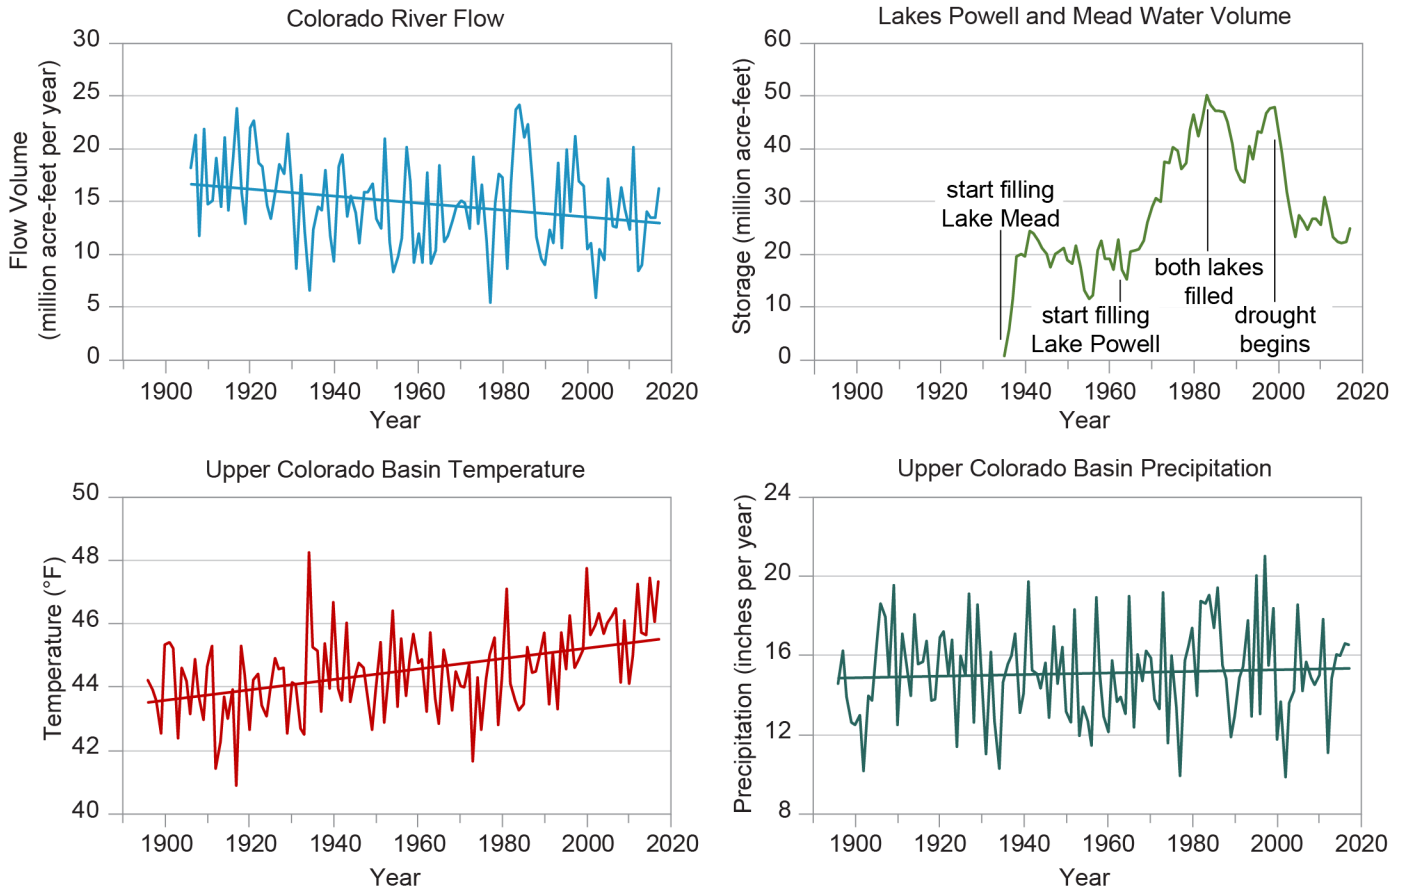 Colorado River Flow
30
25
20
15
10
5
0
Flow Volume
(million acre-feet per year)
1900 1920 1940 1960 1980 2000 2020
Year
Lakes Powell and Mead Water Volume
60
50
40
30
20
10
0
Storage (million acre-feet)
start filling
Lake Mead
start filling
Lake Powell
both lakes
filled
drought
begins
1900 1920 1940 1960 1980 2000 2020
Year
Upper Colorado Basin Temperature
50
48
46
44
42
40
Temperature (°F)
1900 1920 1940 1960 1980 2000 2020
Year
Upper Colorado Basin Precipitation
24
20
16
12
8
Precipitation (inches per year)
1900 1920 1940 1960 1980 2000 2020
Year